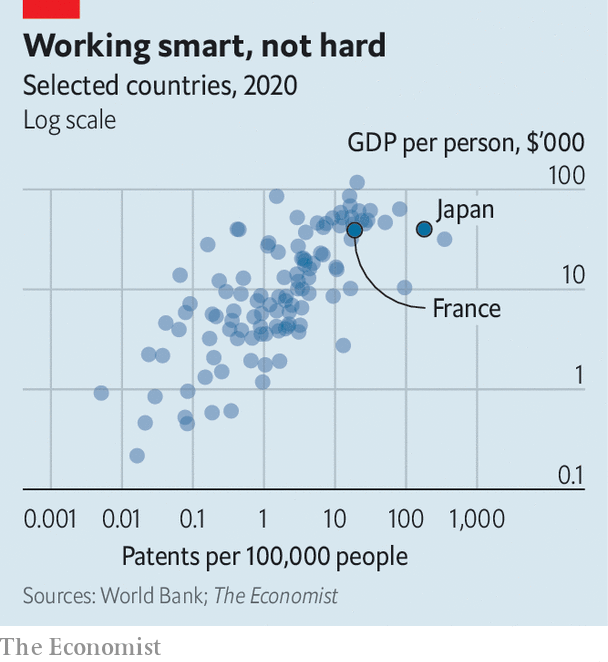 Working smart, not hard
Selected countries, 2020
Log scale
GDP per person, $’000
100
Japan
10
France
1
0.1
0.001 0.01 0.1 1 10 100 1,000
Patents per 100,000 people
Sources: World Bank; The Economist
The Economist